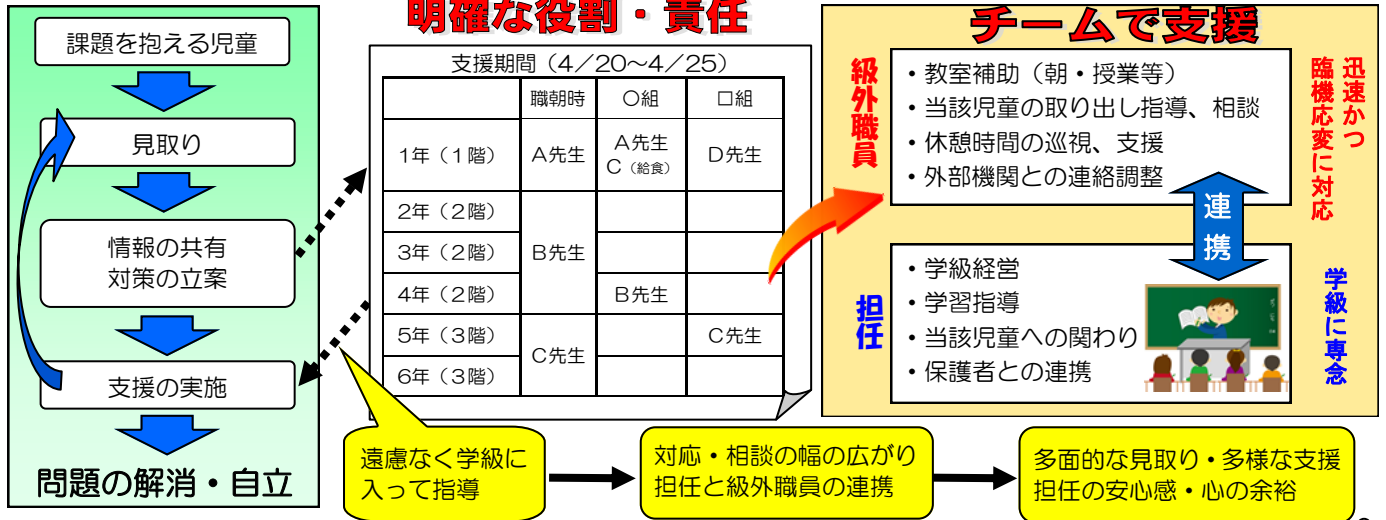 課題を抱える児童
見取り
情報の共有
対策の立案
支援の実施
問題の解消・自立
明確な役割・責任
支援期間（4／20～4／25）
職朝時 〇組 □組
1年（1階） A先生 A先生 C（給食） D先生
2年（2階）
3年（2階） B先生
4年（2階） B先生
5年（3階） C先生
C先生
6年（3階）
チームで支援
級外職員
・教室補助（朝・授業等）
・当該児童の取り出し指導、相談
・休憩時間の巡視、支援
・外部機関との連絡調整
迅速かつ
臨機応変に対応
連携
担任
・学級経営
・学習指導
・当該児童への関わり
・保護者との連携
学級に専念
遠慮なく学級に
入って指導
対応・相談の幅の広がり
担任と級外職員の連携
多面的な見取り・多様な支援
担任の安心感・心の余裕